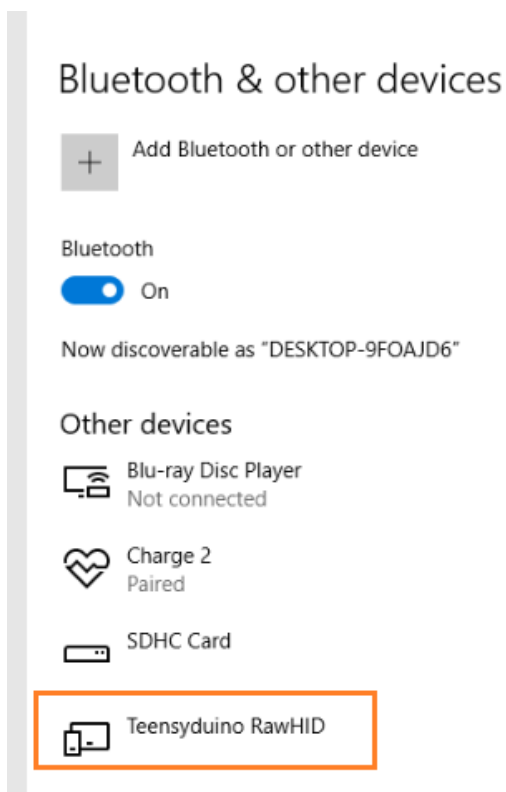 Bluetooth & other devices
Add Bluetooth or other device
Bluetooth
On
Now discoverable as "DESKTOP-9FOAJD6"
Other devices
Blu-ray Disc Player
Not connected
Charge 2
Paired
SDHC Card
Teensyduino RawHID